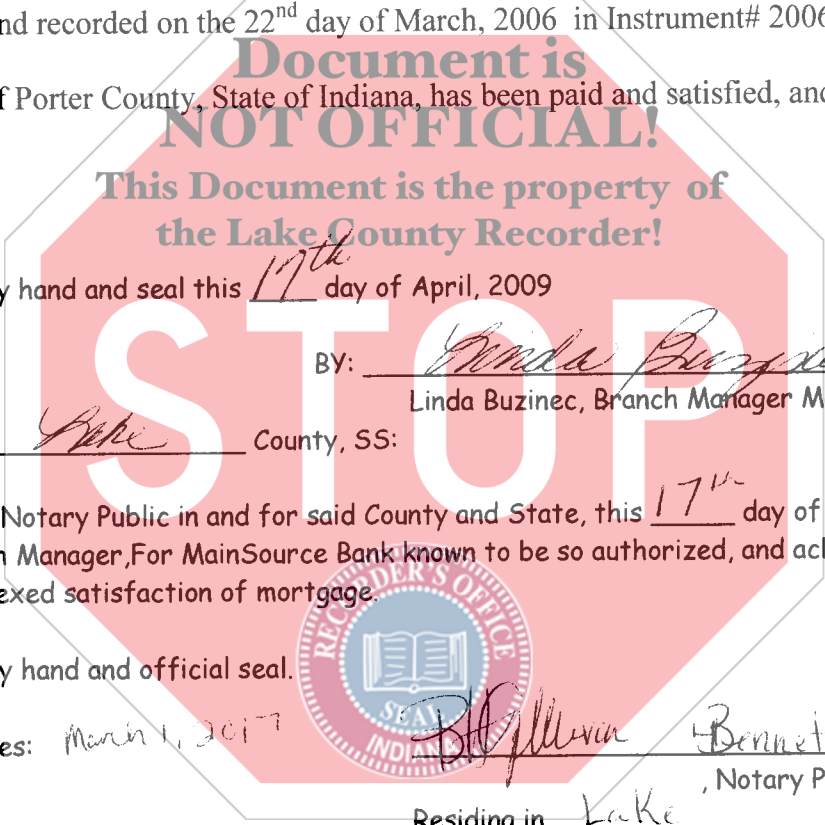 nd recorded on the 22nd day of March, 2006 in Instrument# 2006
Document is
f Porter County, State of Indiana, has been paid and satisfied, and
NOT OFFICIAL!
This Document is the property of
the Lake County Recorder!
y hand and seal this 17th day of April, 2009
STOP
BY: Linda Buzinec
Linda Buzinec, Branch Manager M
Lake County, SS:
Notary Public in and for said County and State, this 17th day of
n Manager,For MainSource Bank known to be so authorized, and ack
exed satisfaction of mortgage.
RECORDER'S OFFICE
SEAL
INDIANA
y hand and official seal.
es: March 1, 2017
Bennet
, Notary P
Residing in Lake